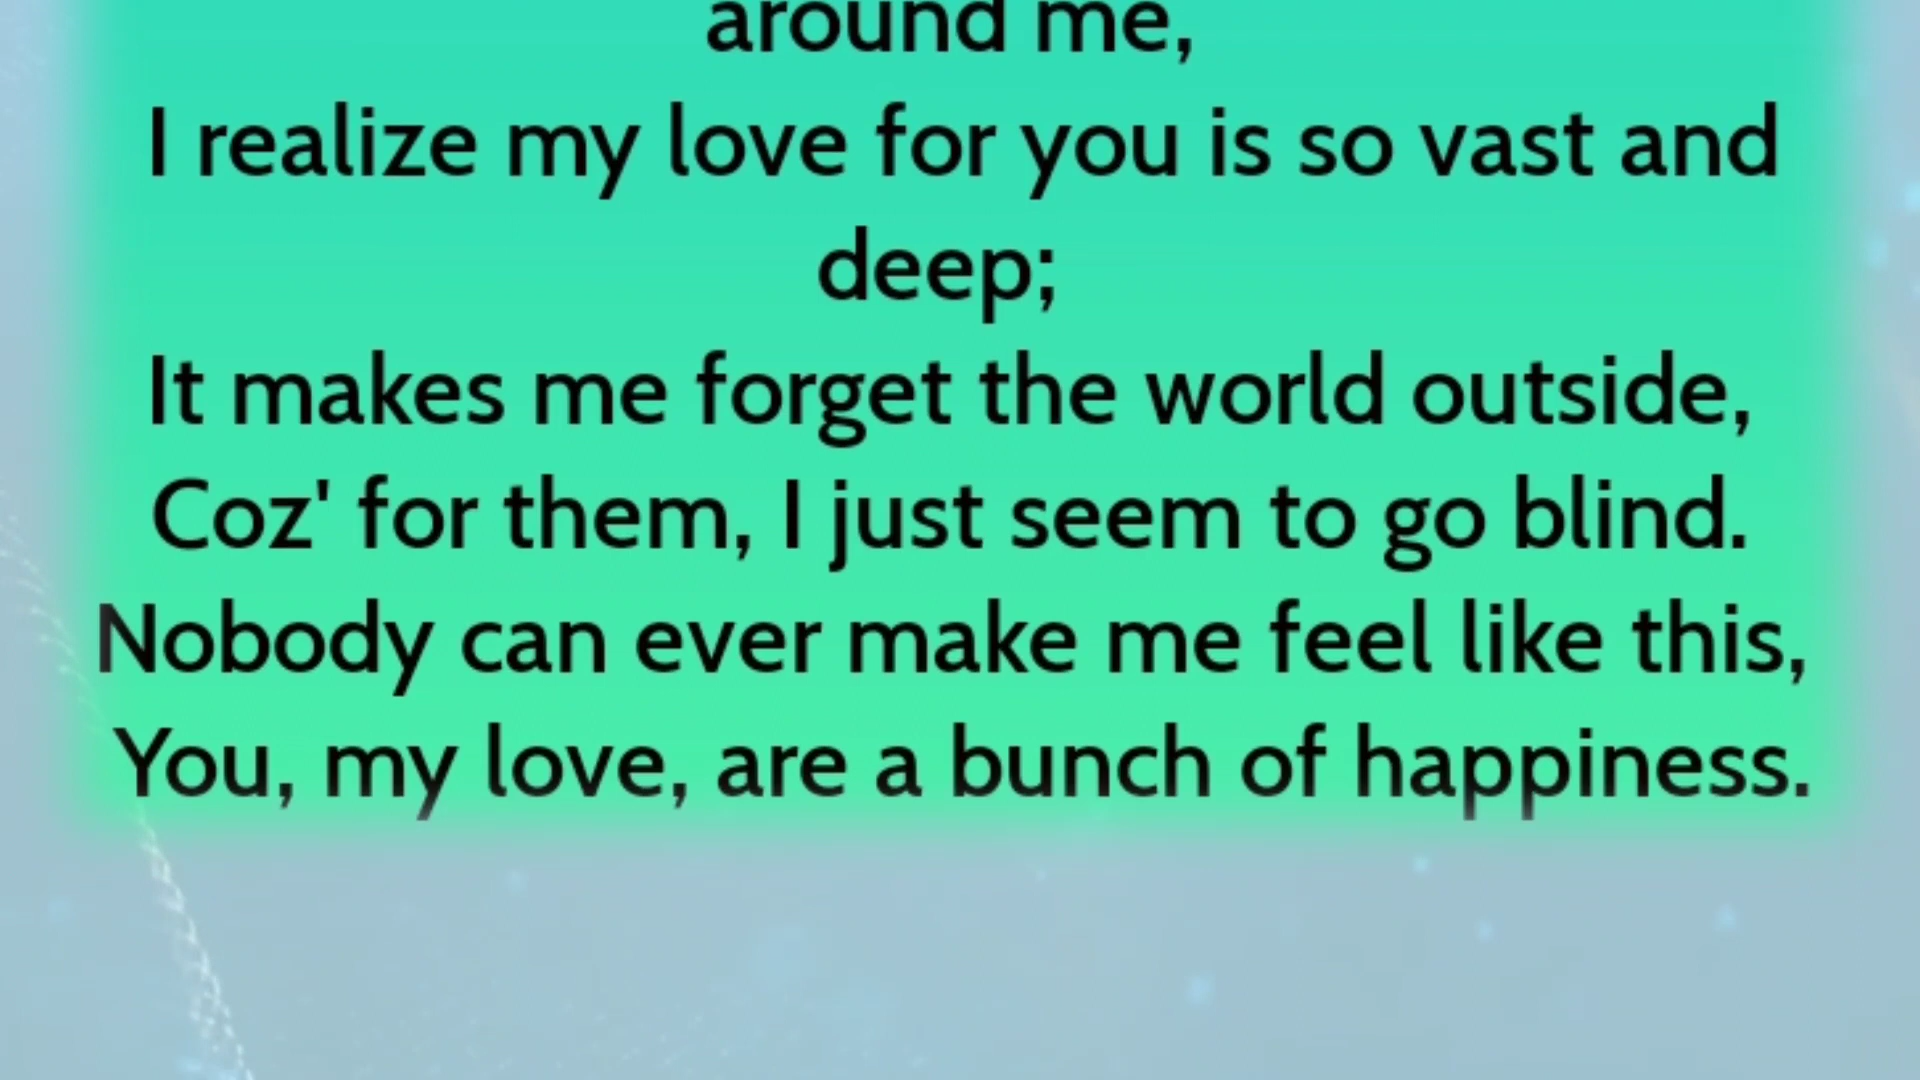 around me,
I realize my love for you is so vast and
deep;
It makes me forget the world outside,
Coz' for them, I just seem to go blind.
Nobody can ever make me feel like this,
You, my love, are a bunch of happiness.